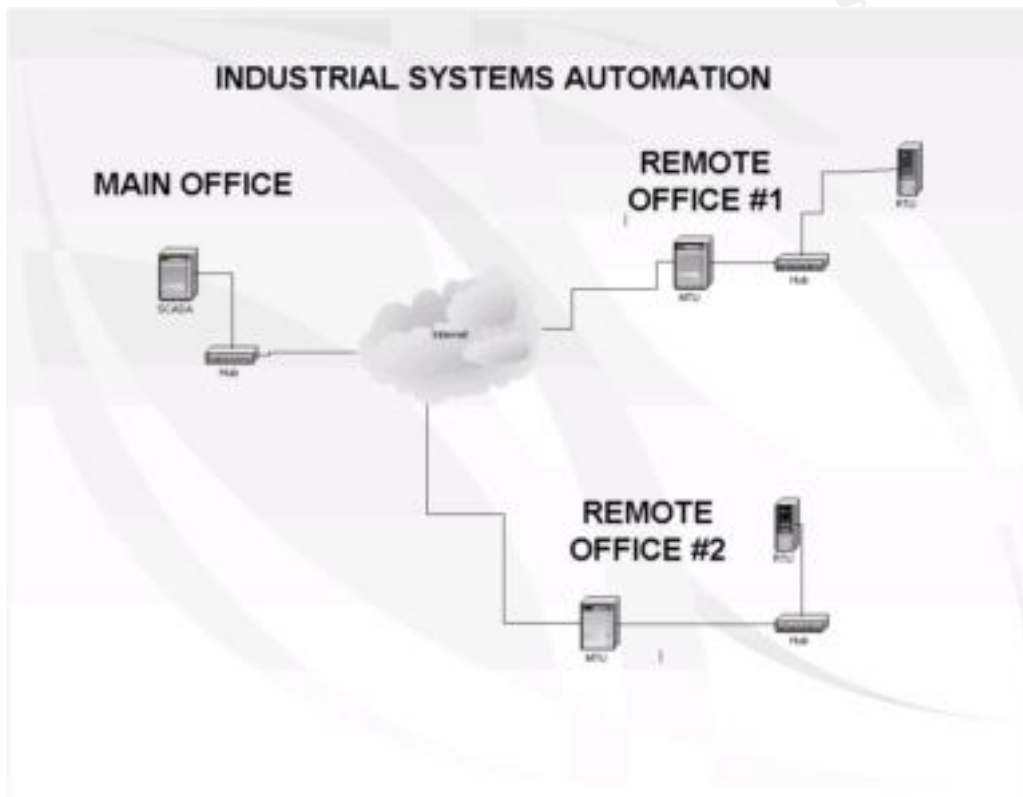 INDUSTRIAL SYSTEMS AUTOMATION
MAIN OFFICE
SCADA
Hub
Internet
REMOTE
OFFICE #1
RTU
MTU
Hub
REMOTE
OFFICE #2
RTU
MTU
Hub